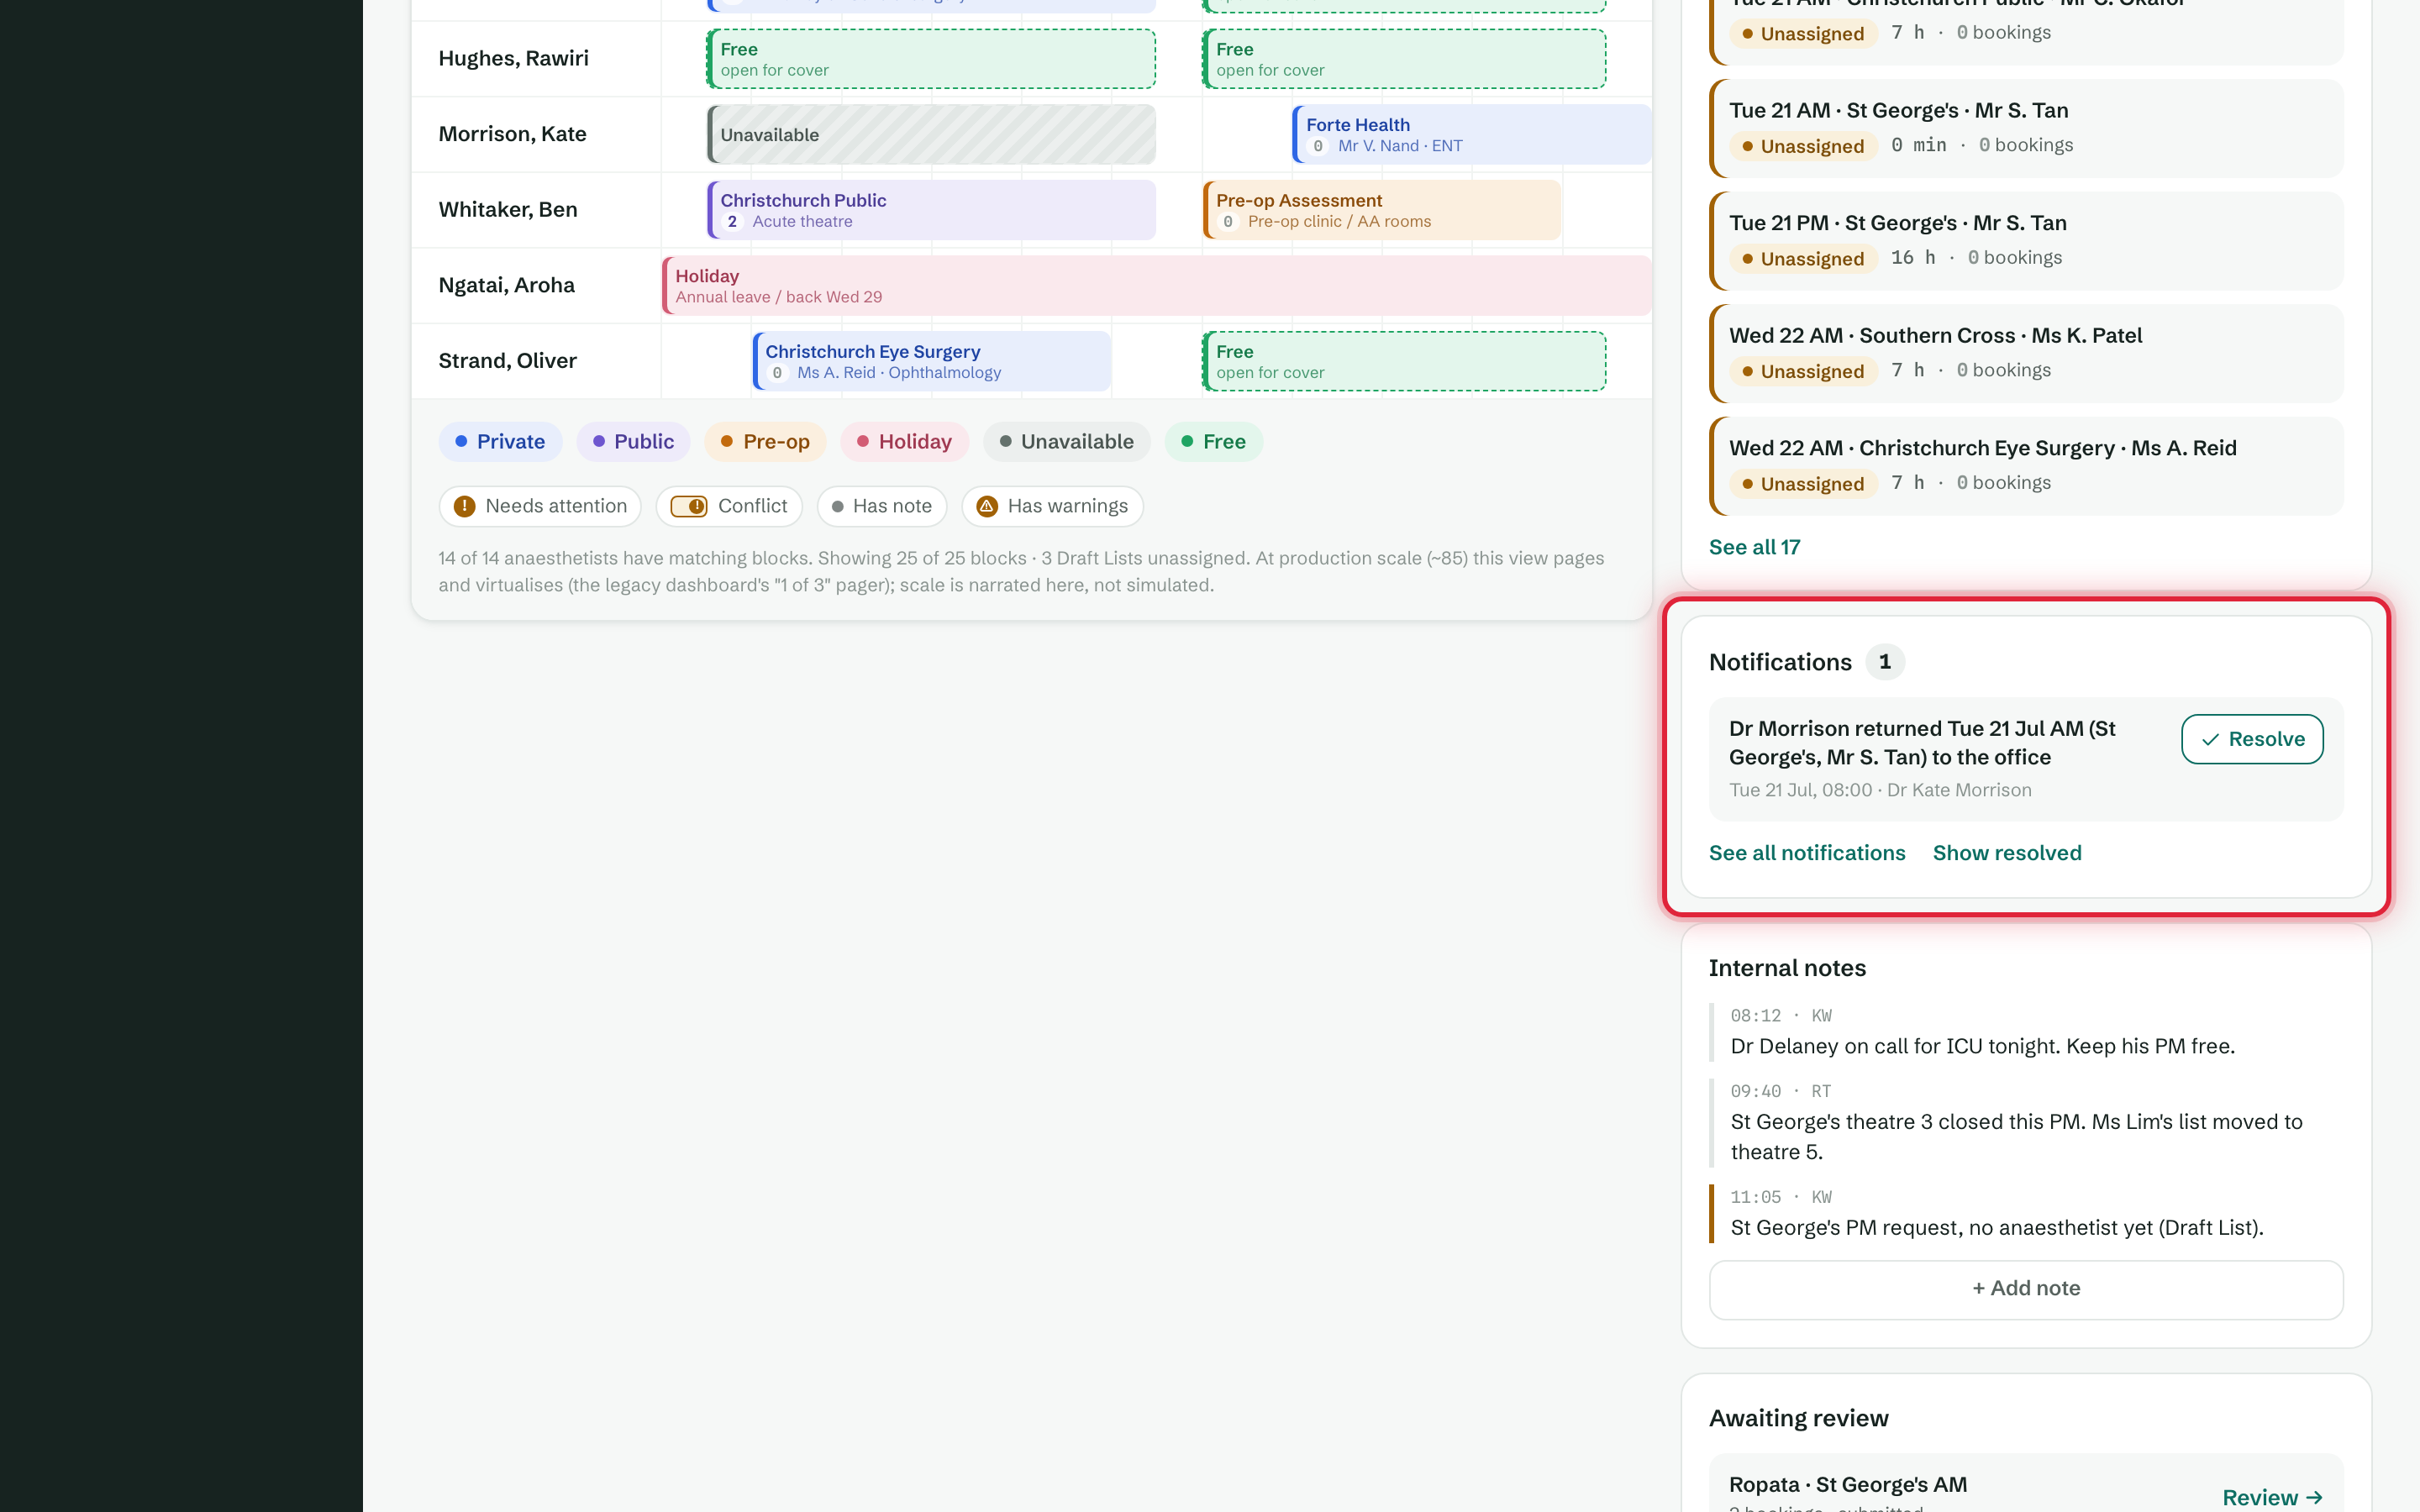 Hughes, Rawiri
Free
open for cover
Free
open for cover
Morrison, Kate
Unavailable
Forte Health
0 Mr V. Nand · ENT
Whitaker, Ben
Christchurch Public
2 Acute theatre
Pre-op Assessment
0 Pre-op clinic / AA rooms
Ngatai, Aroha
Holiday
Annual leave / back Wed 29
Strand, Oliver
Christchurch Eye Surgery
0 Ms A. Reid · Ophthalmology
Free
open for cover
Private
Public
Pre-op
Holiday
Unavailable
Free
Needs attention
Conflict
Has note
Has warnings
14 of 14 anaesthetists have matching blocks. Showing 25 of 25 blocks · 3 Draft Lists unassigned. At production scale (~85) this view pages
and virtualises (the legacy dashboard's "1 of 3" pager); scale is narrated here, not simulated.
Unassigned 7 h · 0 bookings
Tue 21 AM · St George's · Mr S. Tan
Unassigned 0 min · 0 bookings
Tue 21 PM · St George's · Mr S. Tan
Unassigned 16 h · 0 bookings
Wed 22 AM · Southern Cross · Ms K. Patel
Unassigned 7 h · 0 bookings
Wed 22 AM · Christchurch Eye Surgery · Ms A. Reid
Unassigned 7 h · 0 bookings
See all 17
Notifications 1
Dr Morrison returned Tue 21 Jul AM (St
George's, Mr S. Tan) to the office
Resolve
Tue 21 Jul, 08:00 · Dr Kate Morrison
See all notifications Show resolved
Internal notes
08:12 · KW
Dr Delaney on call for ICU tonight. Keep his PM free.
09:40 · RT
St George's theatre 3 closed this PM. Ms Lim's list moved to
theatre 5.
11:05 · KW
St George's PM request, no anaesthetist yet (Draft List).
+ Add note
Awaiting review
Ropata · St George's AM
Review →